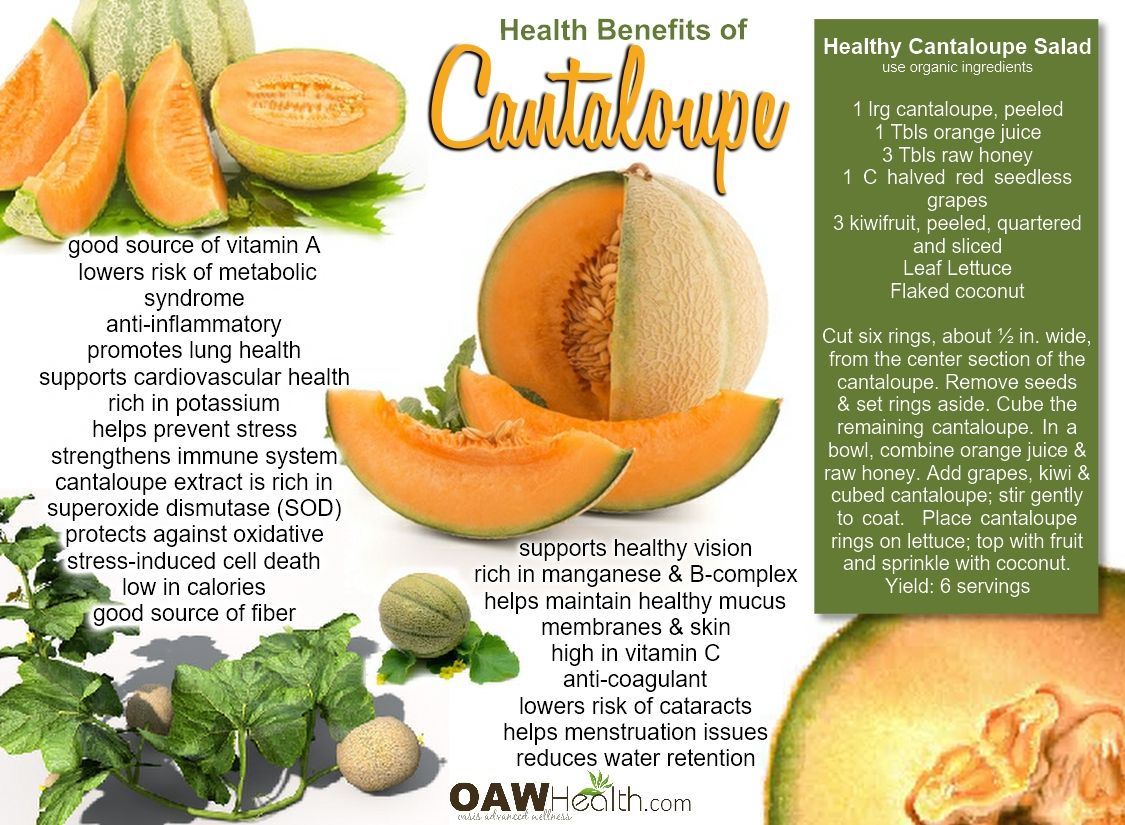 Health Benefits of
Cantaloupe
good source of vitamin A
lowers risk of metabolic
syndrome
anti-inflammatory
promotes lung health
supports cardiovascular health
rich in potassium
helps prevent stress
strengthens immune system
cantaloupe extract is rich in
superoxide dismutase (SOD)
protects against oxidative
stress-induced cell death
low in calories
good source of fiber
supports healthy vision
rich in manganese & B-complex
helps maintain healthy mucus
membranes & skin
high in vitamin C
anti-coagulant
lowers risk of cataracts
helps menstruation issues
reduces water retention
OAWHealth.com
oasis advanced wellness
Healthy Cantaloupe Salad
use organic ingredients
1 lrg cantaloupe, peeled
1 Tbls orange juice
3 Tbls raw honey
1 C halved red seedless
grapes
3 kiwifruit, peeled, quartered
and sliced
Leaf Lettuce
Flaked coconut
Cut six rings, about ½ in. wide,
from the center section of the
cantaloupe. Remove seeds
& set rings aside. Cube the
remaining cantaloupe. In a
bowl, combine orange juice &
raw honey. Add grapes, kiwi &
cubed cantaloupe; stir gently
to coat. Place cantaloupe
rings on lettuce; top with fruit
and sprinkle with coconut.
Yield: 6 servings